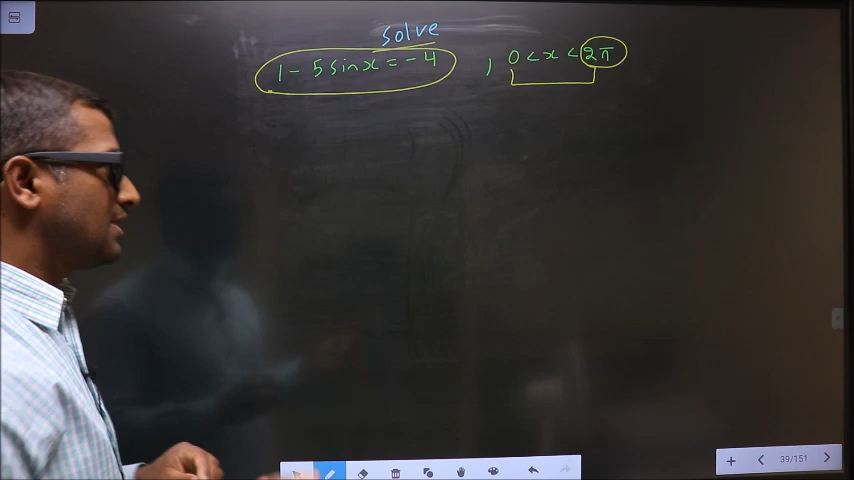 solve
1 - 5 sin x = - 4 , 0 < x < 2π
39/151